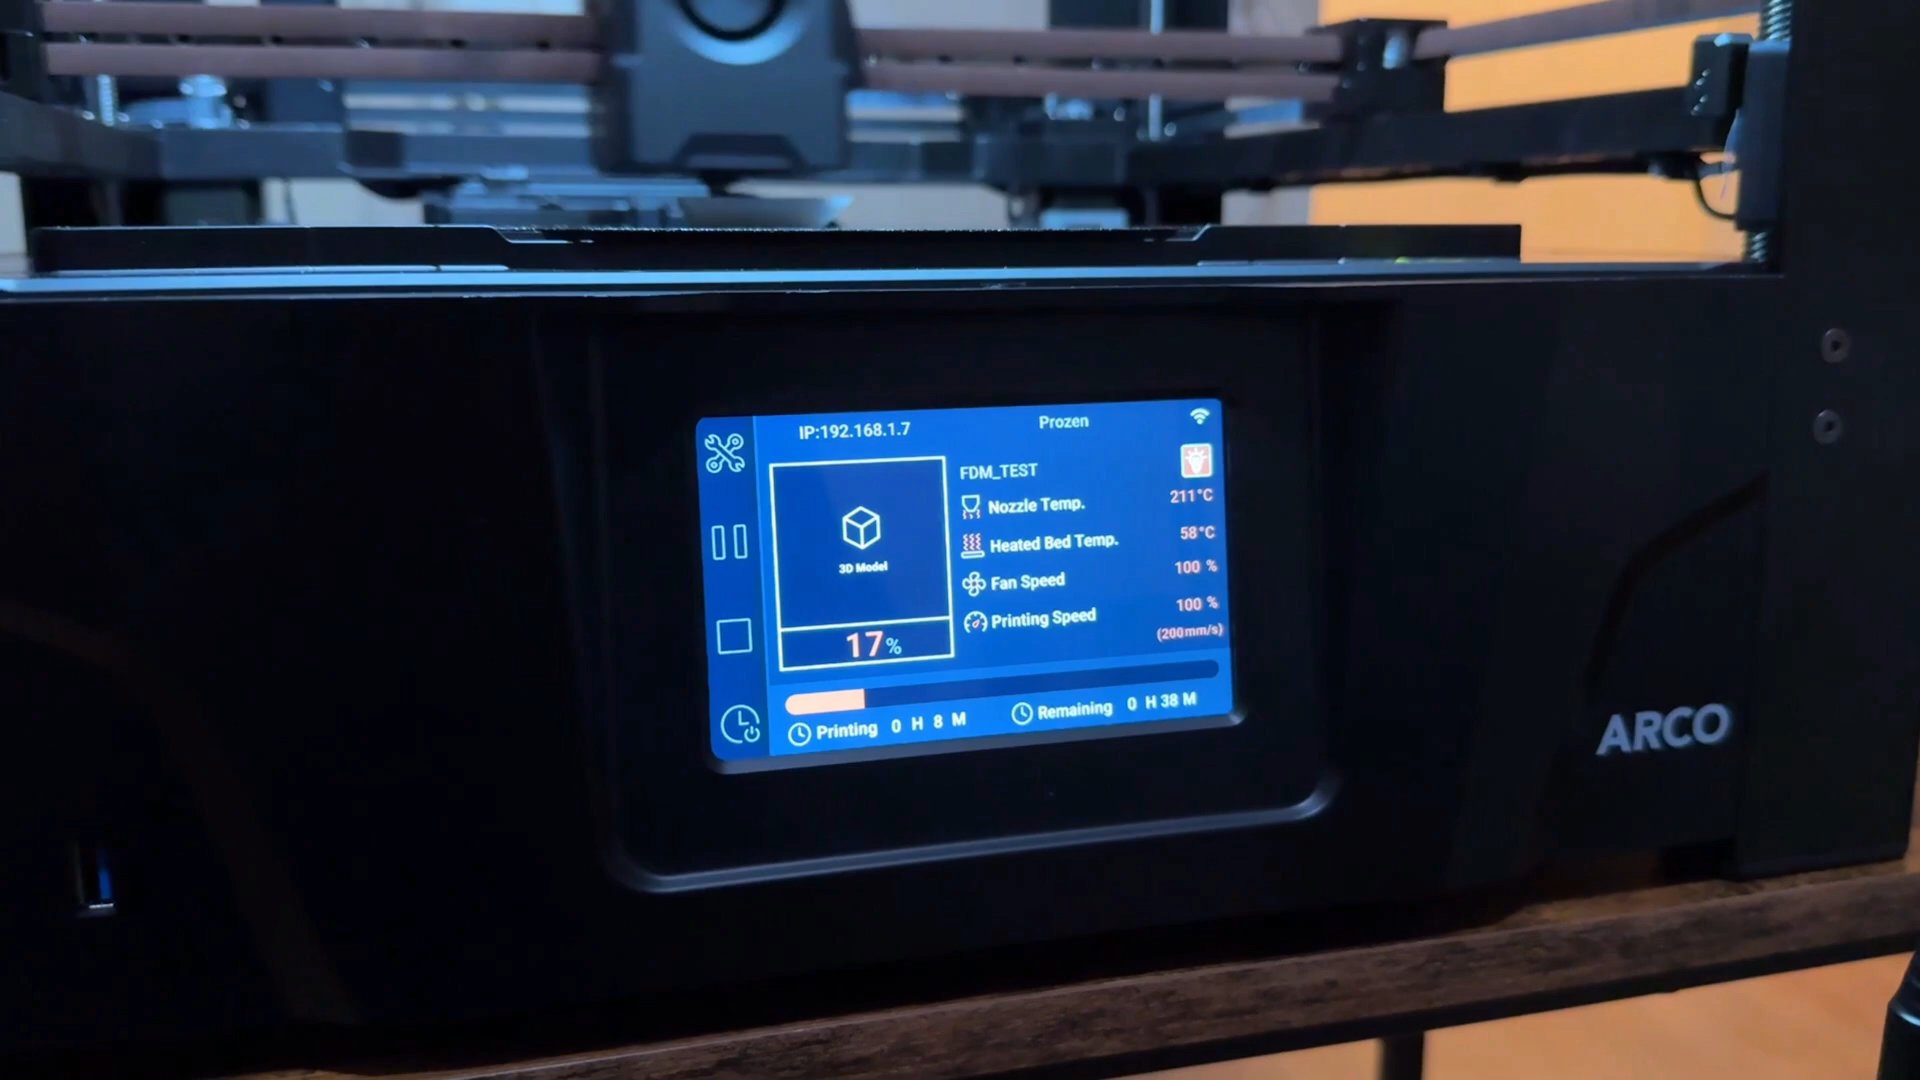 IP:192.168.1.7
Prozen
FDM_TEST
Nozzle Temp. 211°C
Heated Bed Temp. 58°C
Fan Speed 100 %
Printing Speed 100 %
(200mm/s)
3D Model
17%
Printing 0 H 8 M
Remaining 0 H 38 M
ARCO